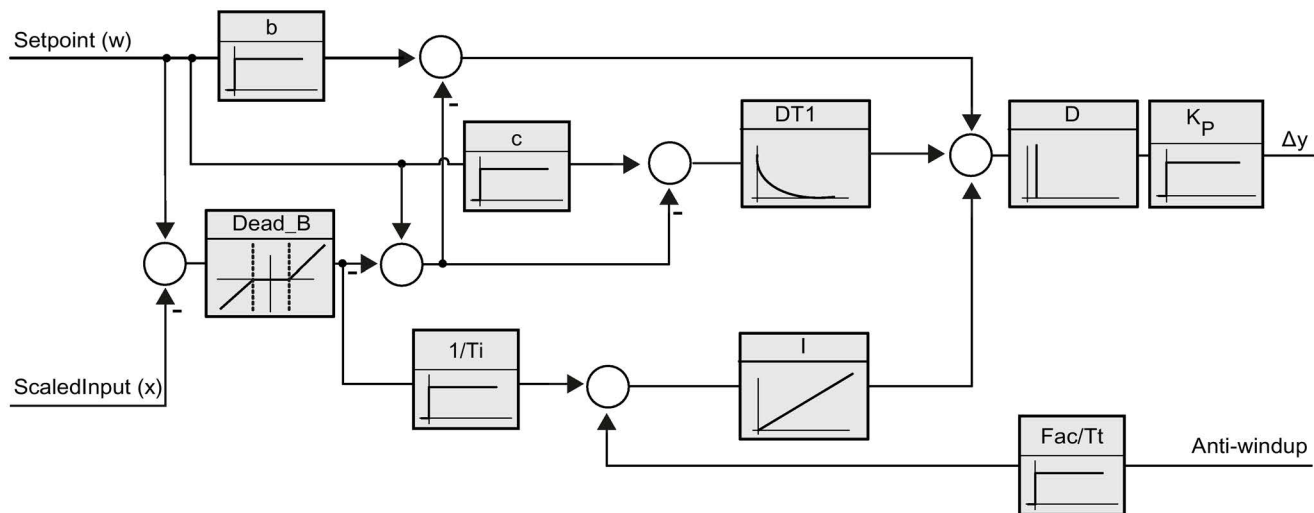 b
Setpoint (w)
-
DT1
D
K_P
Δy
c
-
Dead_B
-
-
1/Ti
I
ScaledInput (x)
Fac/Tt
Anti-windup